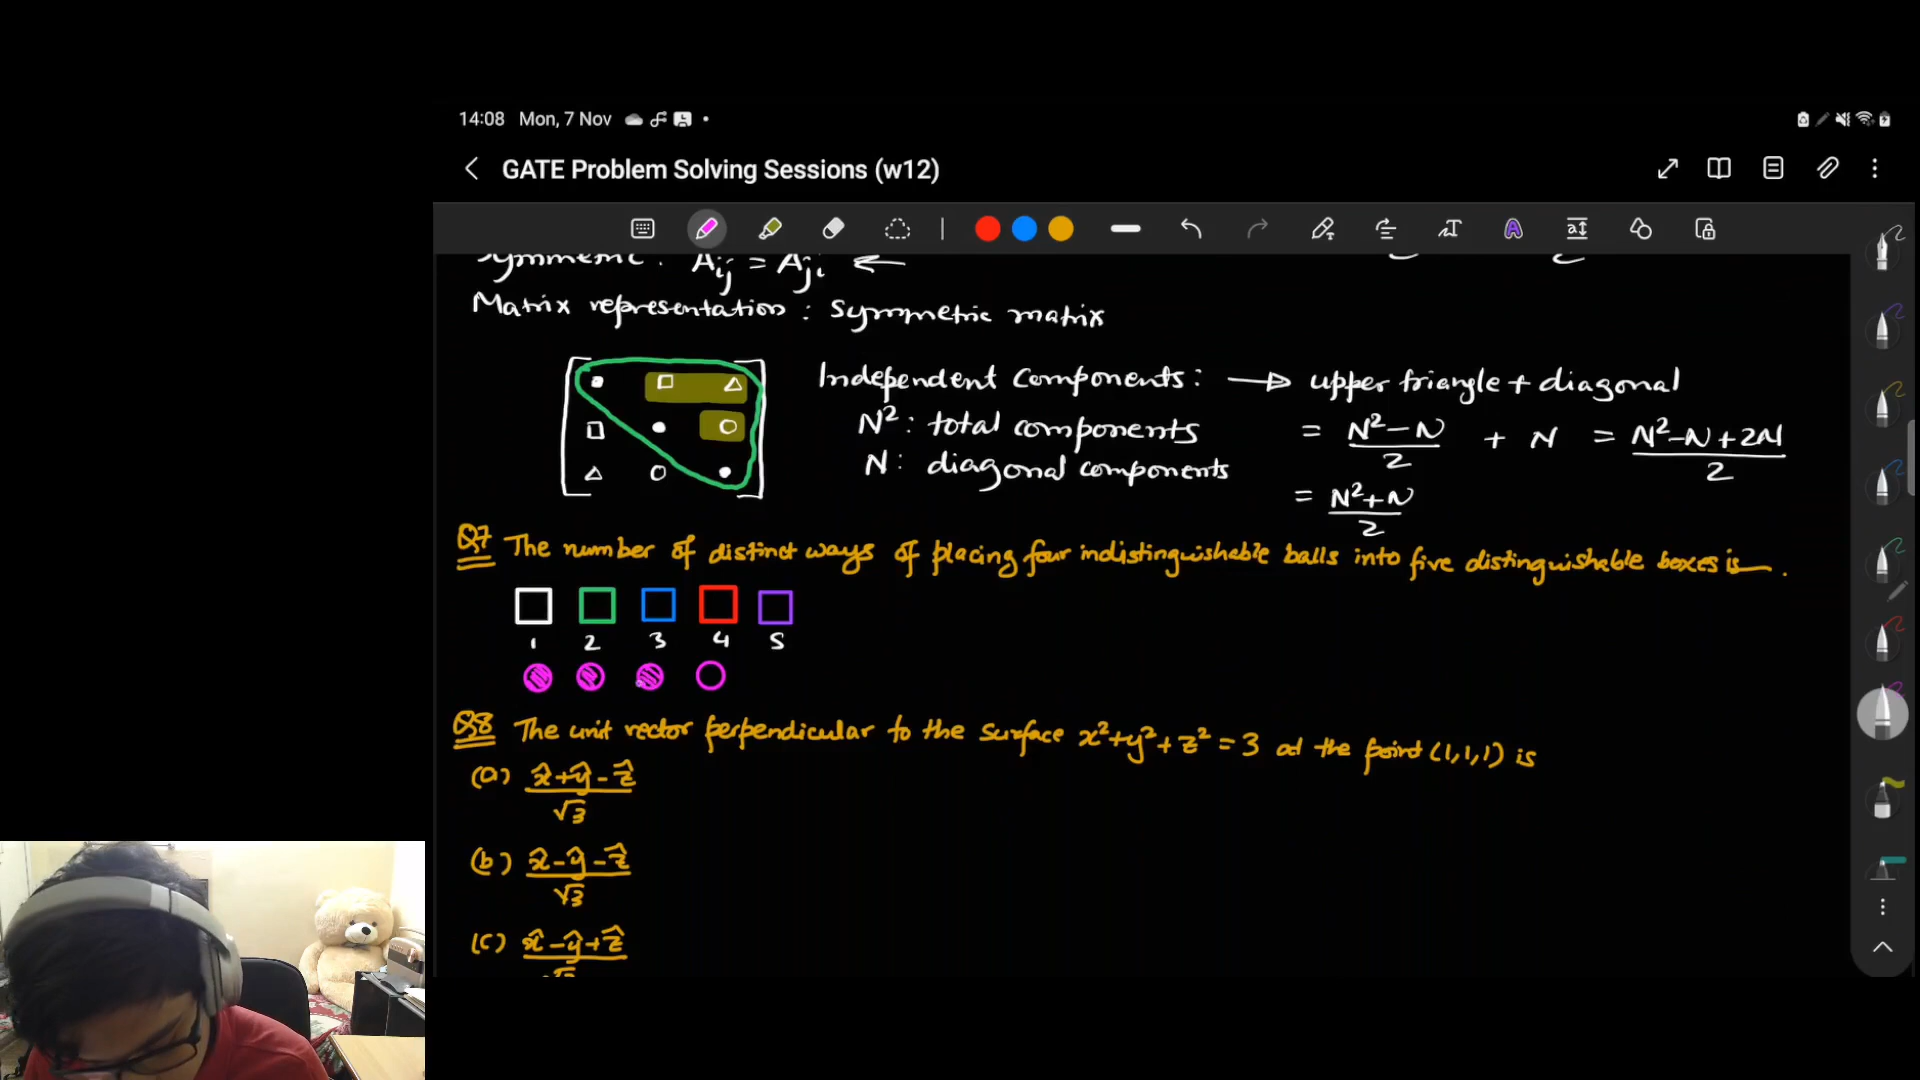 14:08 Mon, 7 Nov
GATE Problem Solving Sessions (w12)
Symmetric: Aij = Aji ←
Matrix representation: Symmetric matrix
Independent Components: → upper triangle + diagonal
N²: total components = (N²-N)/2 + N = (N²-N+2N)/2
N: diagonal components
= (N²+N)/2
Q7 The number of distinct ways of placing four indistinguishable balls into five distinguishable boxes is__.
1 2 3 4 5
Q8 The unit vector perpendicular to the surface x²+y²+z² = 3 at the point (1,1,1) is
(a) (x̂+ŷ-ẑ)/√3
(b) (x̂-ŷ-ẑ)/√3
(c) (x̂-ŷ+ẑ)/√3